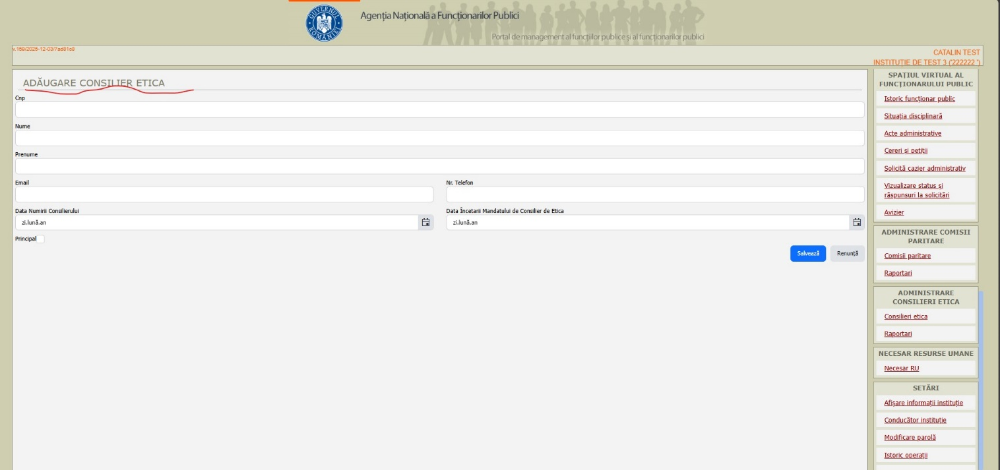 GUVERNUL ROMÂNIEI
Agenția Națională a Funcționarilor Publici
Portal de management al funcțiilor publice și al funcționarilor publici
v.159/2025-12-03/7ad81c8
CATALIN TEST
INSTITUȚIE DE TEST 3 ('222222 ')
ADĂUGARE CONSILIER ETICA
Cnp
Nume
Prenume
Email
Nr. Telefon
Data Numirii Consilierului
Data Încetarii Mandatului de Consilier de Etica
zi.lună.an
zi.lună.an
Principal
Salvează
Renunță
SPAȚIUL VIRTUAL AL
FUNCȚIONARULUI PUBLIC
Istoric funcționar public
Situația disciplinară
Acte administrative
Cereri și petiții
Solicită cazier administrativ
Vizualizare status și
răspunsuri la solicitări
Avizier
ADMINISTRARE COMISII
PARITARE
Comisii paritare
Raportari
ADMINISTRARE
CONSILIERI ETICA
Consilieri etica
Raportari
NECESAR RESURSE UMANE
Necesar RU
SETĂRI
Afișare informații instituție
Conducător instituție
Modificare parolă
Istoric operații